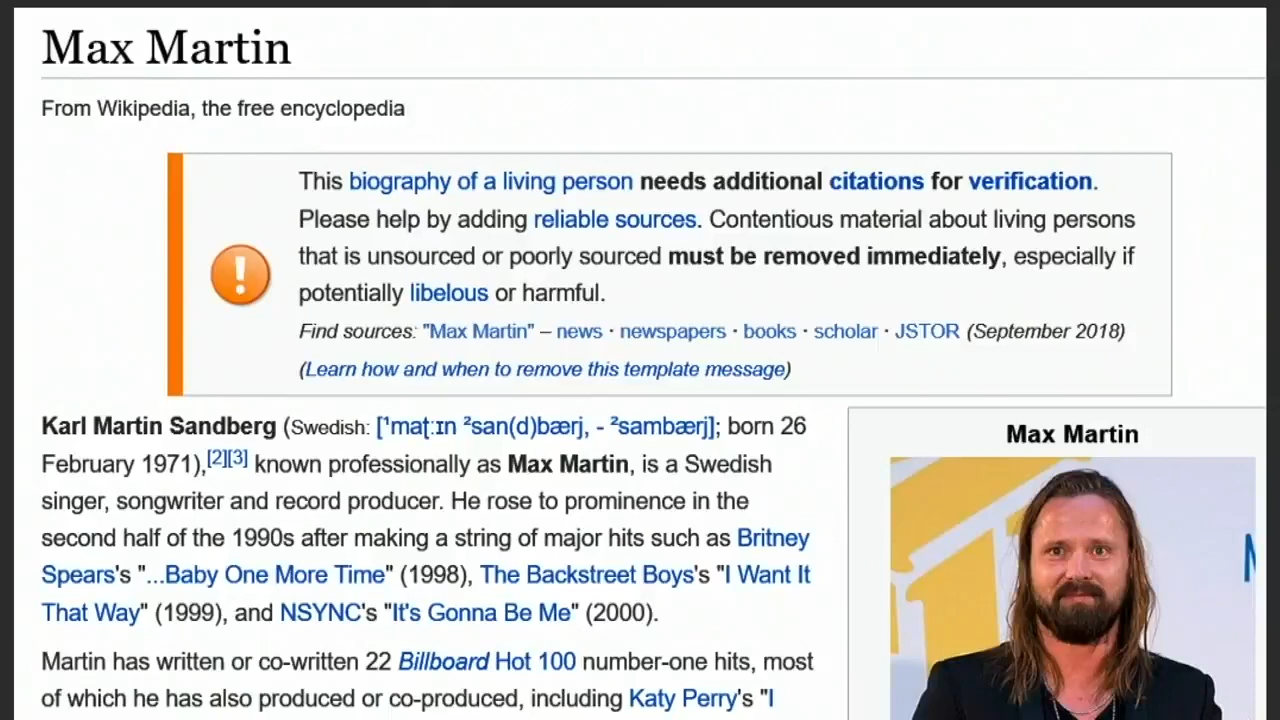 Max Martin
From Wikipedia, the free encyclopedia
This biography of a living person needs additional citations for verification.
Please help by adding reliable sources. Contentious material about living persons
that is unsourced or poorly sourced must be removed immediately, especially if
potentially libelous or harmful.
Find sources: "Max Martin" – news · newspapers · books · scholar · JSTOR (September 2018)
(Learn how and when to remove this template message)
Karl Martin Sandberg (Swedish: [¹maʈːɪn ²san(d)bærj, - ²sambærj]; born 26
February 1971),[2][3] known professionally as Max Martin, is a Swedish
singer, songwriter and record producer. He rose to prominence in the
second half of the 1990s after making a string of major hits such as Britney
Spears's "...Baby One More Time" (1998), The Backstreet Boys's "I Want It
That Way" (1999), and NSYNC's "It's Gonna Be Me" (2000).
Martin has written or co-written 22 Billboard Hot 100 number-one hits, most
of which he has also produced or co-produced, including Katy Perry's "I
Max Martin